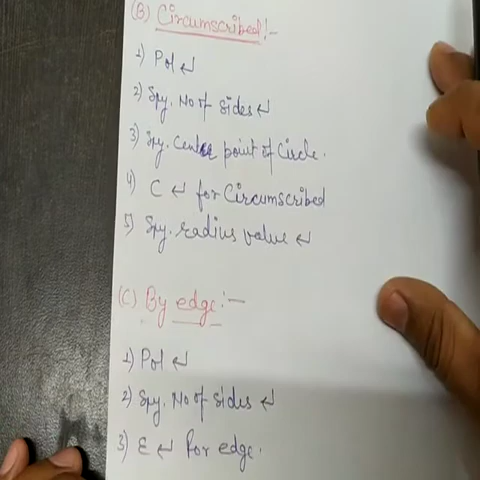 (B) Circumscribed:-
1) Pol ↵
2) Spy. No of sides ↵
3) Spy. Center point of Circle.
4) C ↵ for Circumscribed
5) Spy. radius value ↵
(C) By edge:-
1) Pol ↵
2) Spy. No of sides ↵
3) E ↵ for edge.